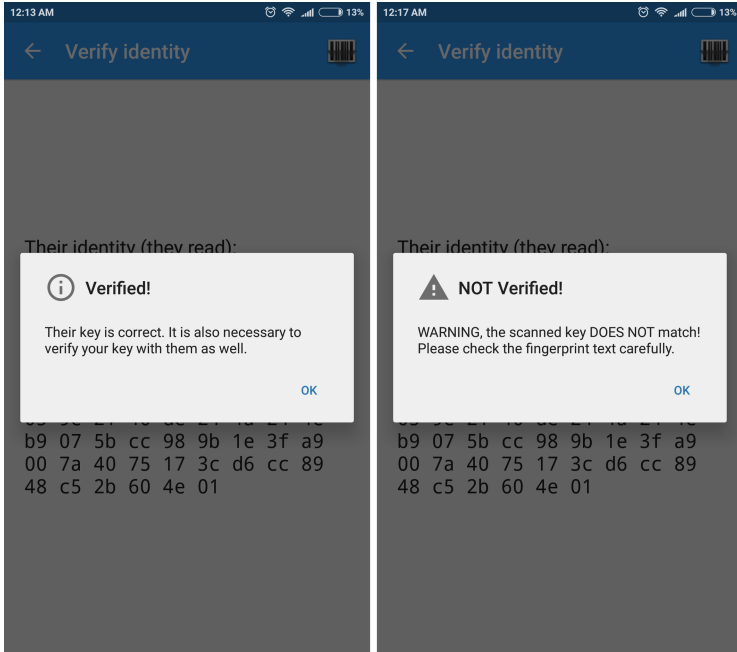 12:13 AM
13%
Verify identity
Their identity (they read):
Verified!
Their key is correct. It is also necessary to
verify your key with them as well.
OK
b9 07 5b cc 98 9b 1e 3f a9
00 7a 40 75 17 3c d6 cc 89
48 c5 2b 60 4e 01
12:17 AM
13%
Verify identity
Their identity (they read):
NOT Verified!
WARNING, the scanned key DOES NOT match!
Please check the fingerprint text carefully.
OK
b9 07 5b cc 98 9b 1e 3f a9
00 7a 40 75 17 3c d6 cc 89
48 c5 2b 60 4e 01